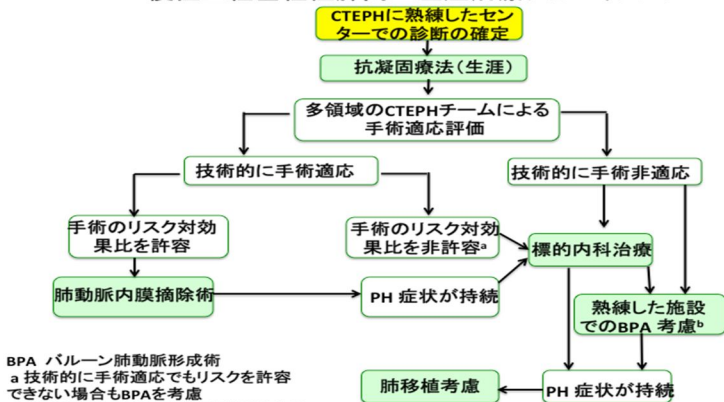 CTEPHに熟練したセン
ターでの診断の確定
抗凝固療法(生涯)
多領域のCTEPHチームによる
手術適応評価
技術的に手術適応
技術的に手術非適応
手術のリスク対効
果比を許容
手術のリスク対効
果比を非許容a
標的内科治療
肺動脈内膜摘除術
PH 症状が持続
熟練した施設
でのBPA 考慮b
BPA バルーン肺動脈形成術
a 技術的に手術適応でもリスクを許容
できない場合もBPAを考慮
肺移植考慮
PH 症状が持続